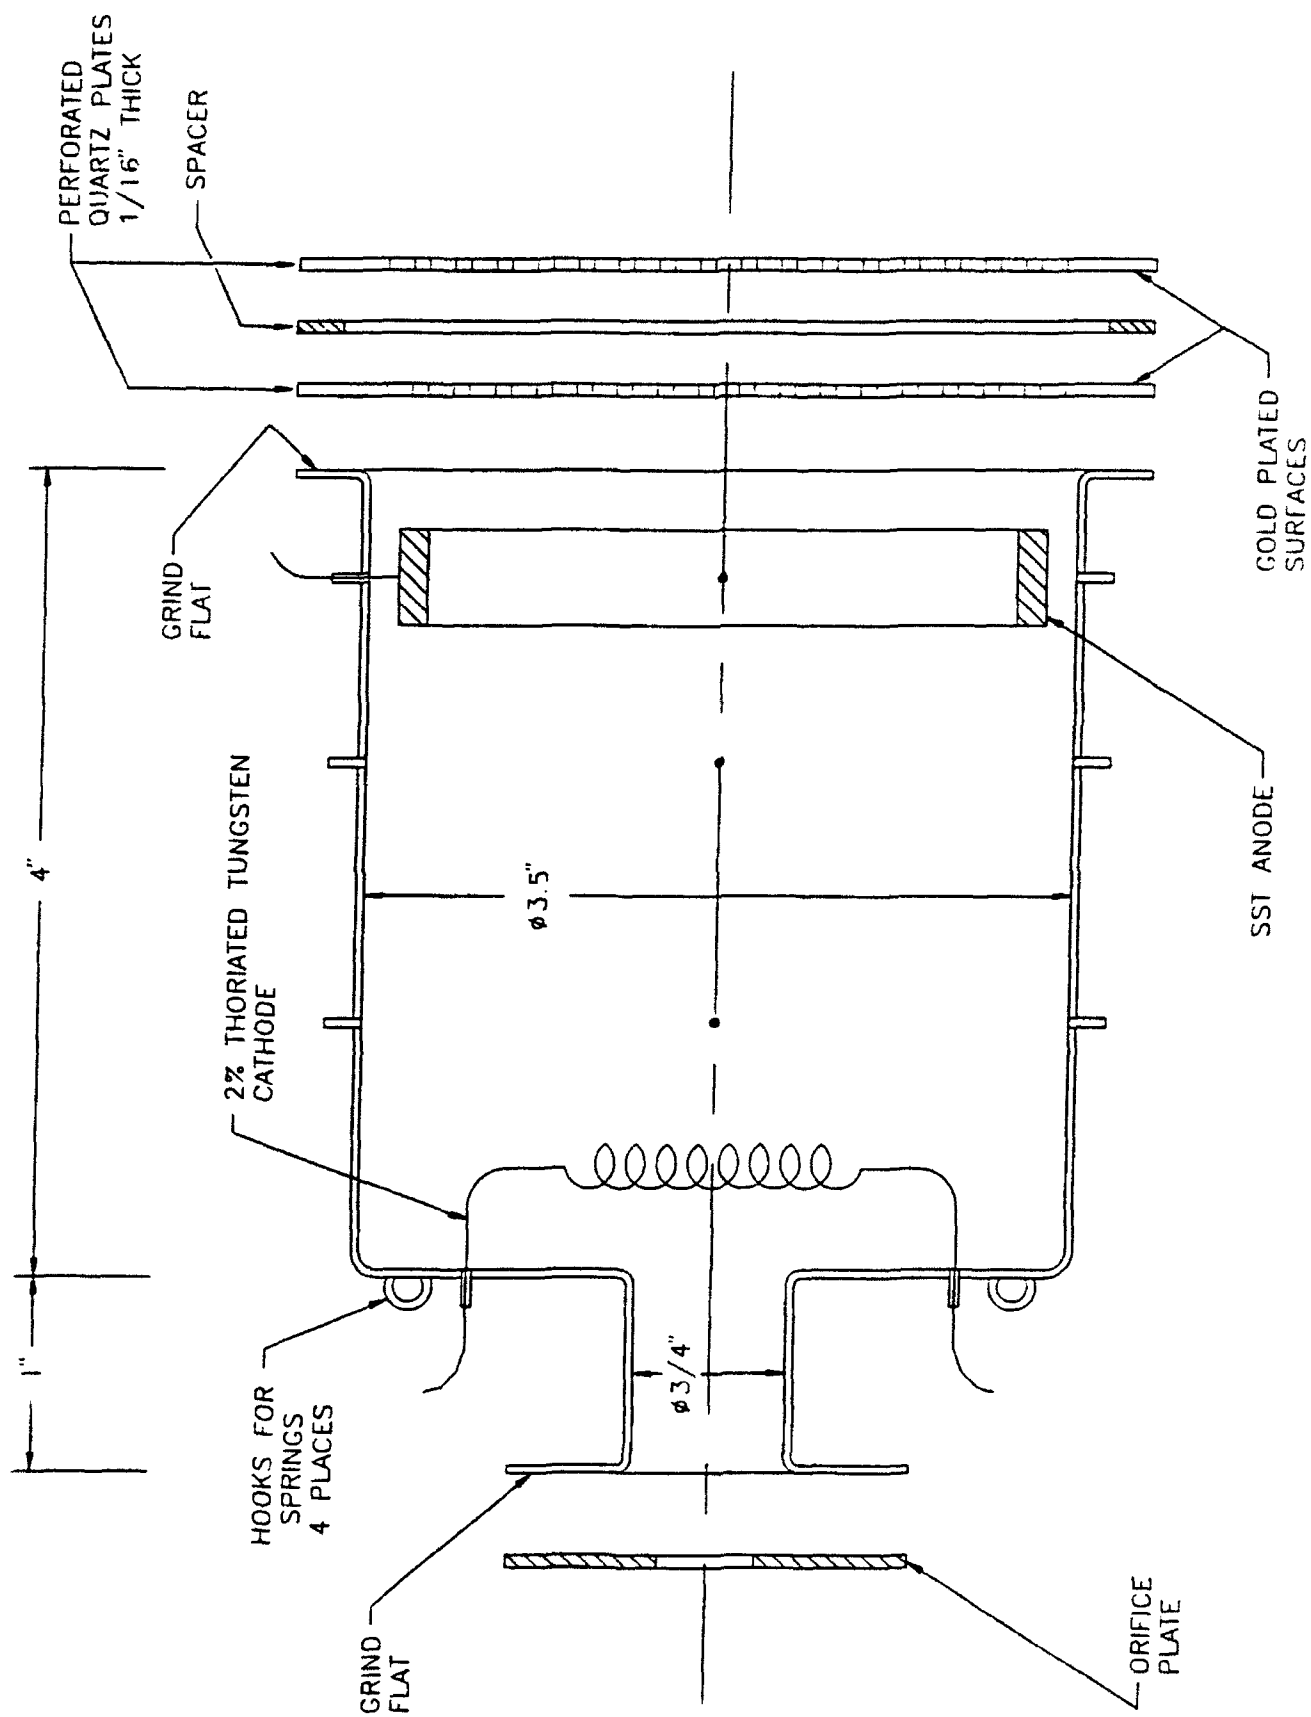 PERFORATED
QUARTZ PLATES
1/16" THICK
SPACER
GRIND
FLAT
4"
2% THORIATED TUNGSTEN
CATHODE
ø3.5"
1"
HOOKS FOR
SPRINGS
4 PLACES
ø3/4"
GRIND
FLAT
GOLD PLATED
SURFACES
SST ANODE
ORIFICE
PLATE